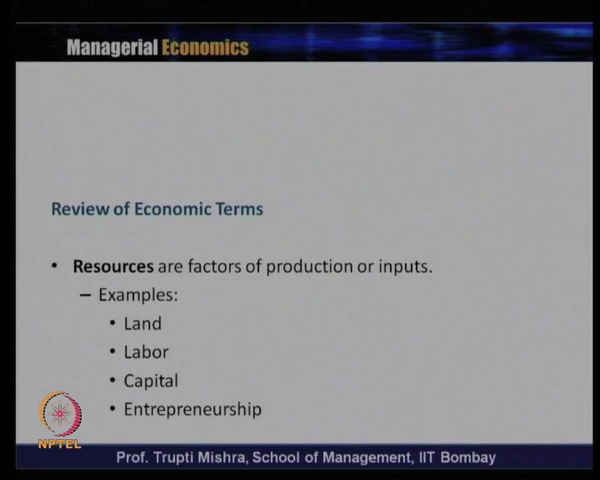 Managerial Economics
Review of Economic Terms
• Resources are factors of production or inputs.
– Examples:
• Land
• Labor
• Capital
• Entrepreneurship
NPTEL
Prof. Trupti Mishra, School of Management, IIT Bombay